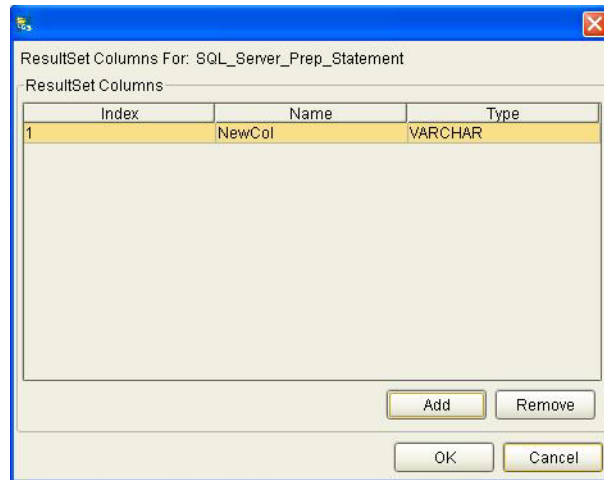 ResultSet Columns For: SQL_Server_Prep_Statement
ResultSet Columns
Index Name Type
1 NewCol VARCHAR
Add Remove
OK Cancel